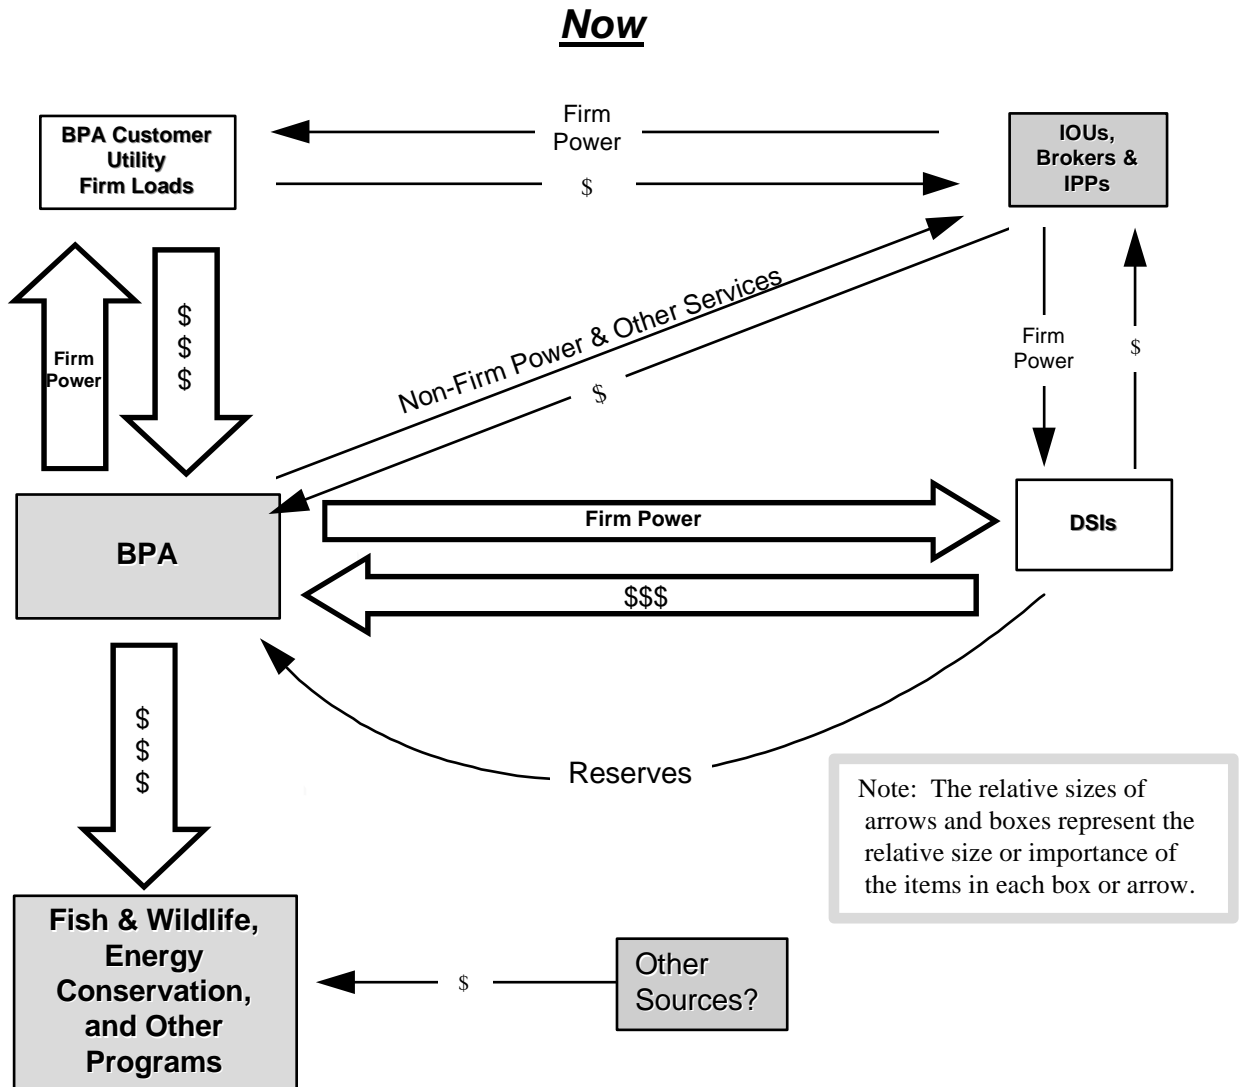 Now
BPA Customer
Utility
Firm Loads
Firm
Power
$
IOUs,
Brokers &
IPPs
Firm
Power
$
$
$
Non-Firm Power & Other Services
$
Firm
Power
$
BPA
Firm Power
$$$
DSIs
$
$
$
Reserves
Note: The relative sizes of
arrows and boxes represent the
relative size or importance of
the items in each box or arrow.
Fish & Wildlife,
Energy
Conservation,
and Other
Programs
$
Other
Sources?